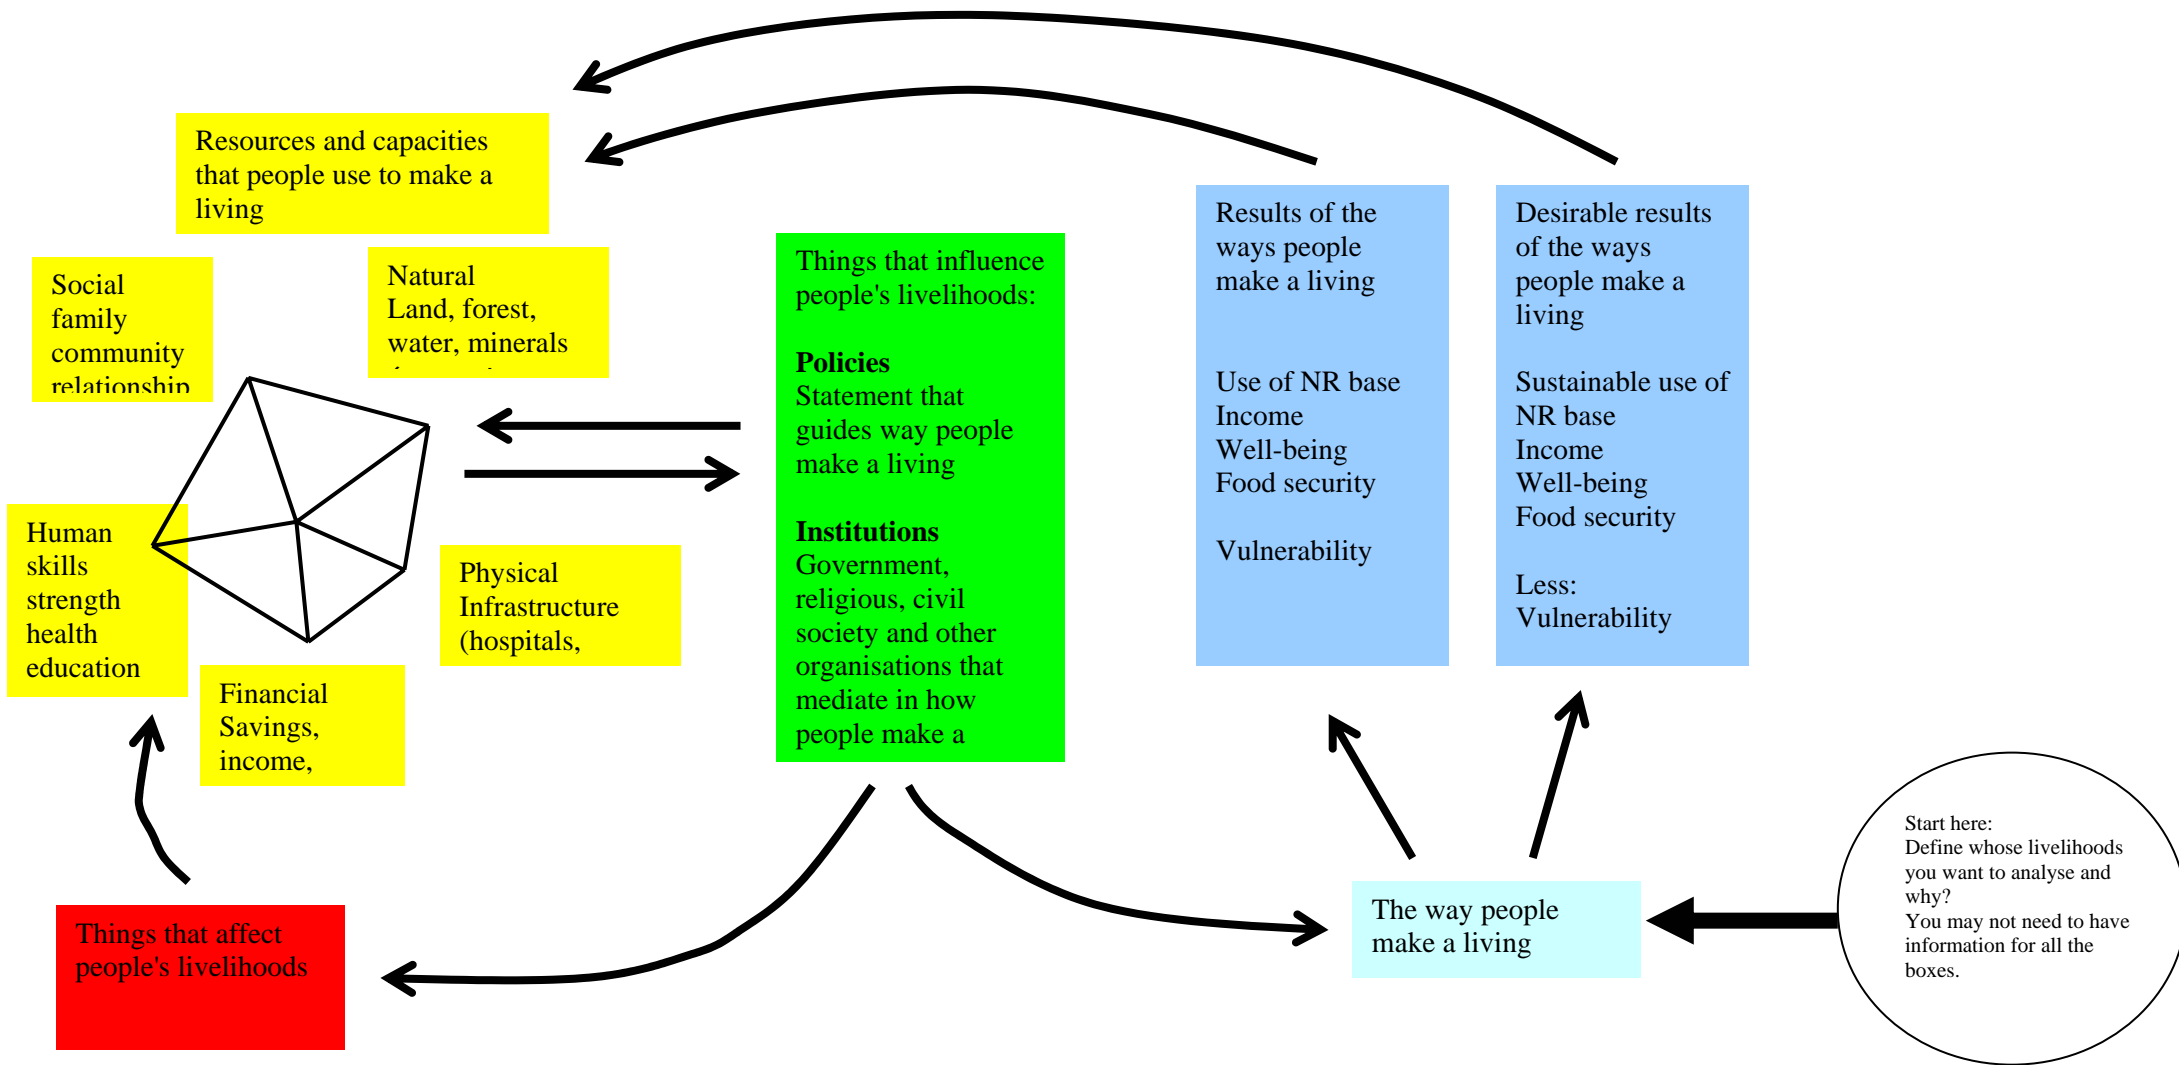 Resources and capacities
that people use to make a
living
Social
family
community
relationship
Natural
Land, forest,
water, minerals
Human
skills
strength
health
education
Physical
Infrastructure
(hospitals,
Financial
Savings,
income,
Things that influence
people's livelihoods:
Policies
Statement that
guides way people
make a living
Institutions
Government,
religious, civil
society and other
organisations that
mediate in how
people make a
Results of the
ways people
make a living
Use of NR base
Income
Well-being
Food security
Vulnerability
Desirable results
of the ways
people make a
living
Sustainable use of
NR base
Income
Well-being
Food security
Less:
Vulnerability
Things that affect
people's livelihoods
The way people
make a living
Start here:
Define whose livelihoods
you want to analyse and
why?
You may not need to have
information for all the
boxes.